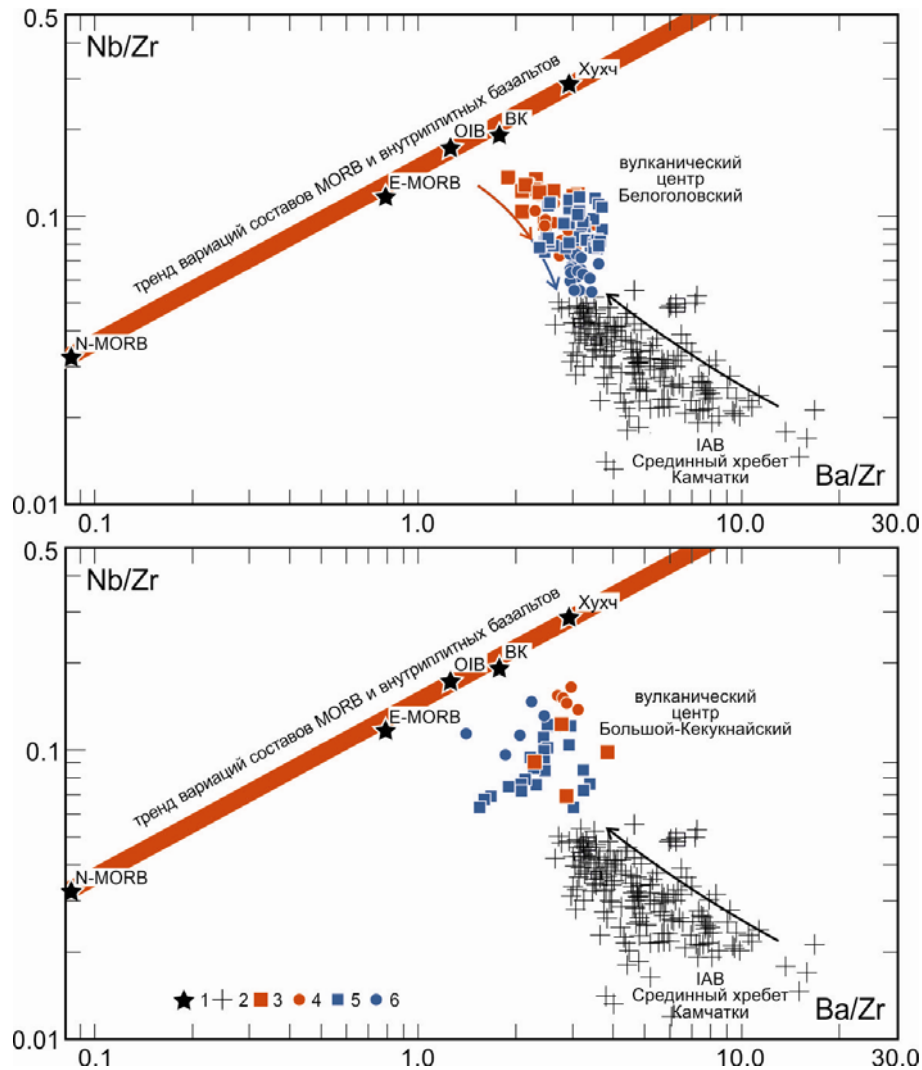 0.5
Nb/Zr
Хухч
тренд вариаций составов MORB и внутриплитных базальтов
OIB
ВК
вулканический
центр
Белоголовский
E-MORB
0.1
N-MORB
IAB
Срединный хребет
Камчатки
Ba/Zr
0.01
0.1
1.0
10.0
30.0
0.5
Nb/Zr
Хухч
тренд вариаций составов MORB и внутриплитных базальтов
OIB
ВК
вулканический
центр
Большой-Кекукнайский
E-MORB
0.1
N-MORB
1 2 3 4 5 6
IAB
Срединный хребет
Камчатки
Ba/Zr
0.01
0.1
1.0
10.0
30.0